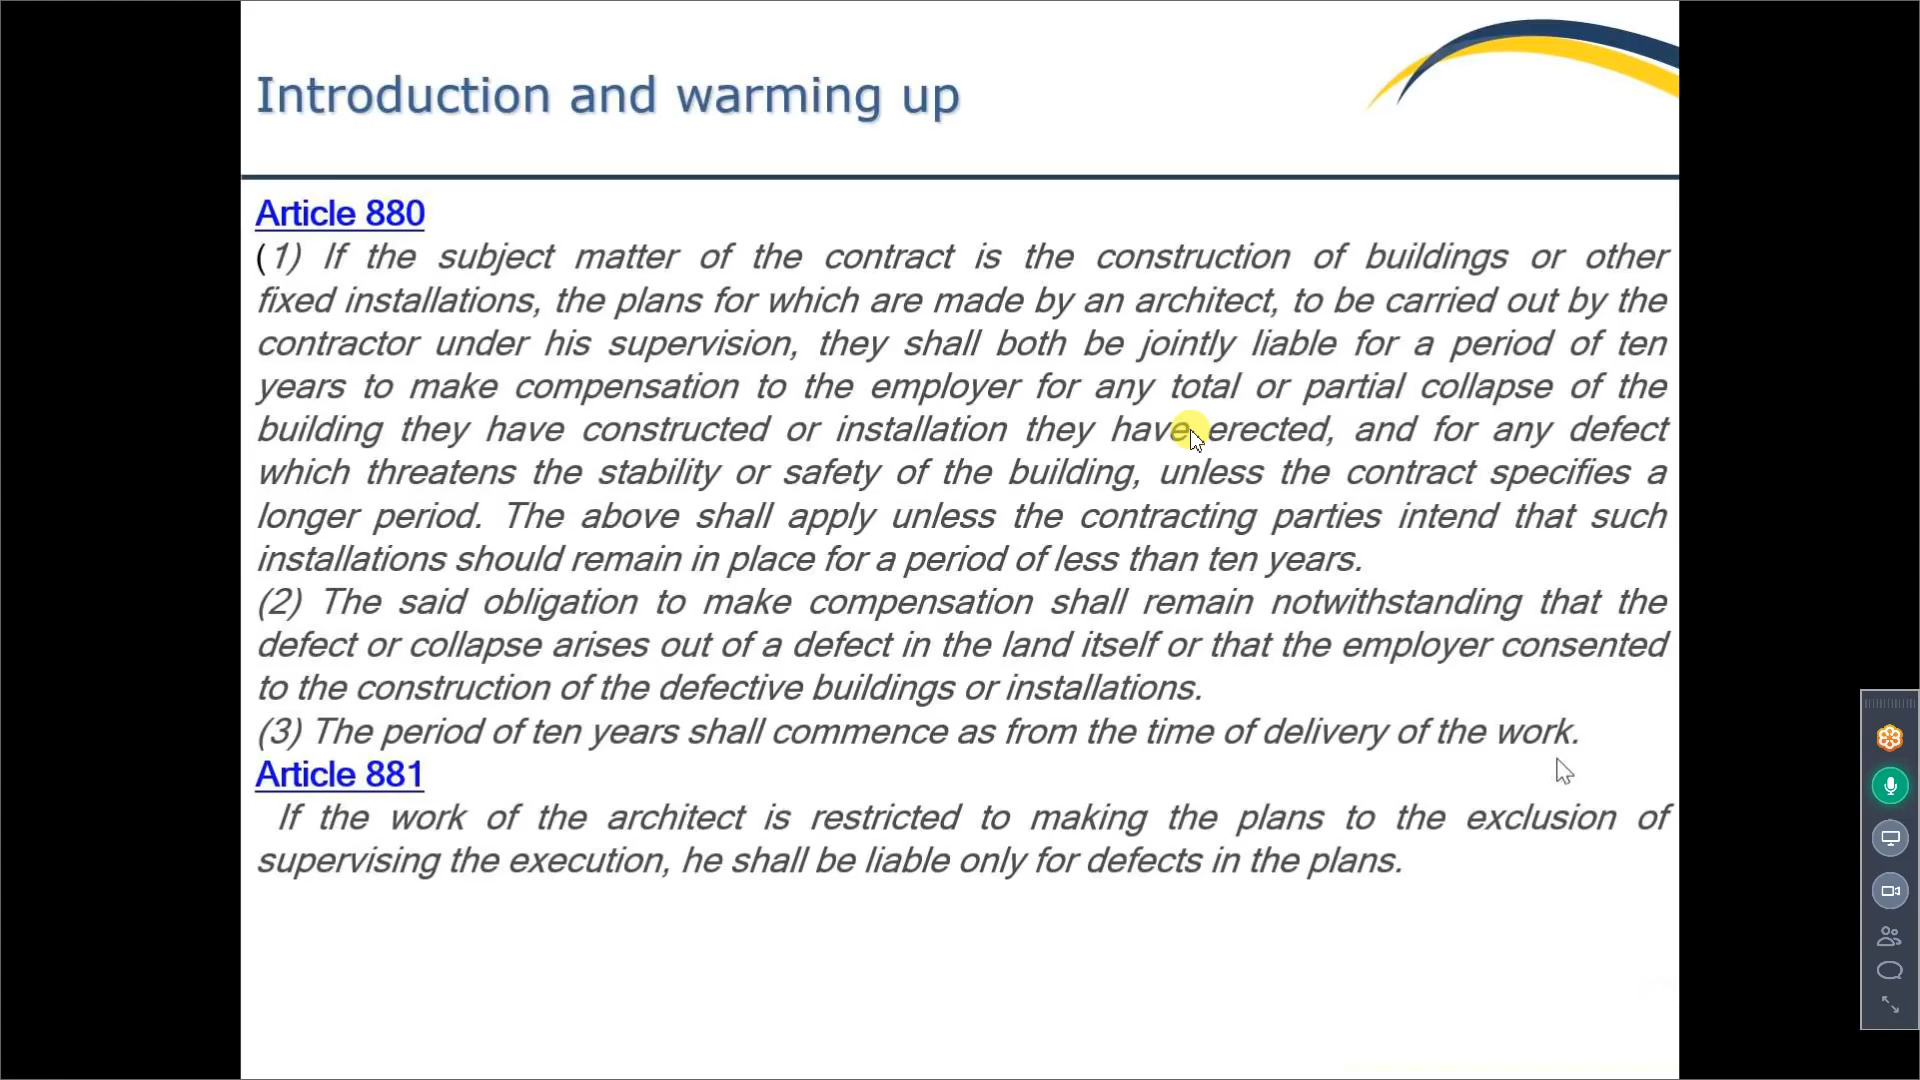 Introduction and warming up
Article 880
(1) If the subject matter of the contract is the construction of buildings or other
fixed installations, the plans for which are made by an architect, to be carried out by the
contractor under his supervision, they shall both be jointly liable for a period of ten
years to make compensation to the employer for any total or partial collapse of the
building they have constructed or installation they have erected, and for any defect
which threatens the stability or safety of the building, unless the contract specifies a
longer period. The above shall apply unless the contracting parties intend that such
installations should remain in place for a period of less than ten years.
(2) The said obligation to make compensation shall remain notwithstanding that the
defect or collapse arises out of a defect in the land itself or that the employer consented
to the construction of the defective buildings or installations.
(3) The period of ten years shall commence as from the time of delivery of the work.
Article 881
If the work of the architect is restricted to making the plans to the exclusion of
supervising the execution, he shall be liable only for defects in the plans.